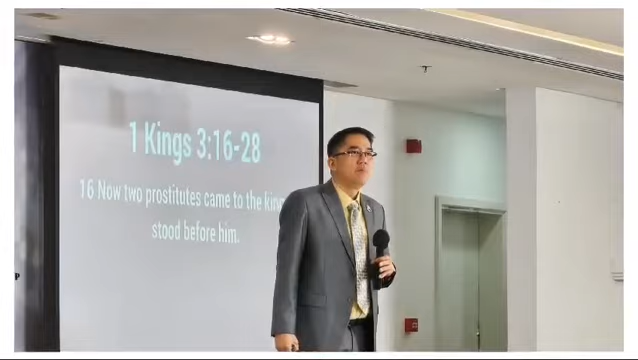 1 Kings 3:16-28
16 Now two prostitutes came to the king
stood before him.